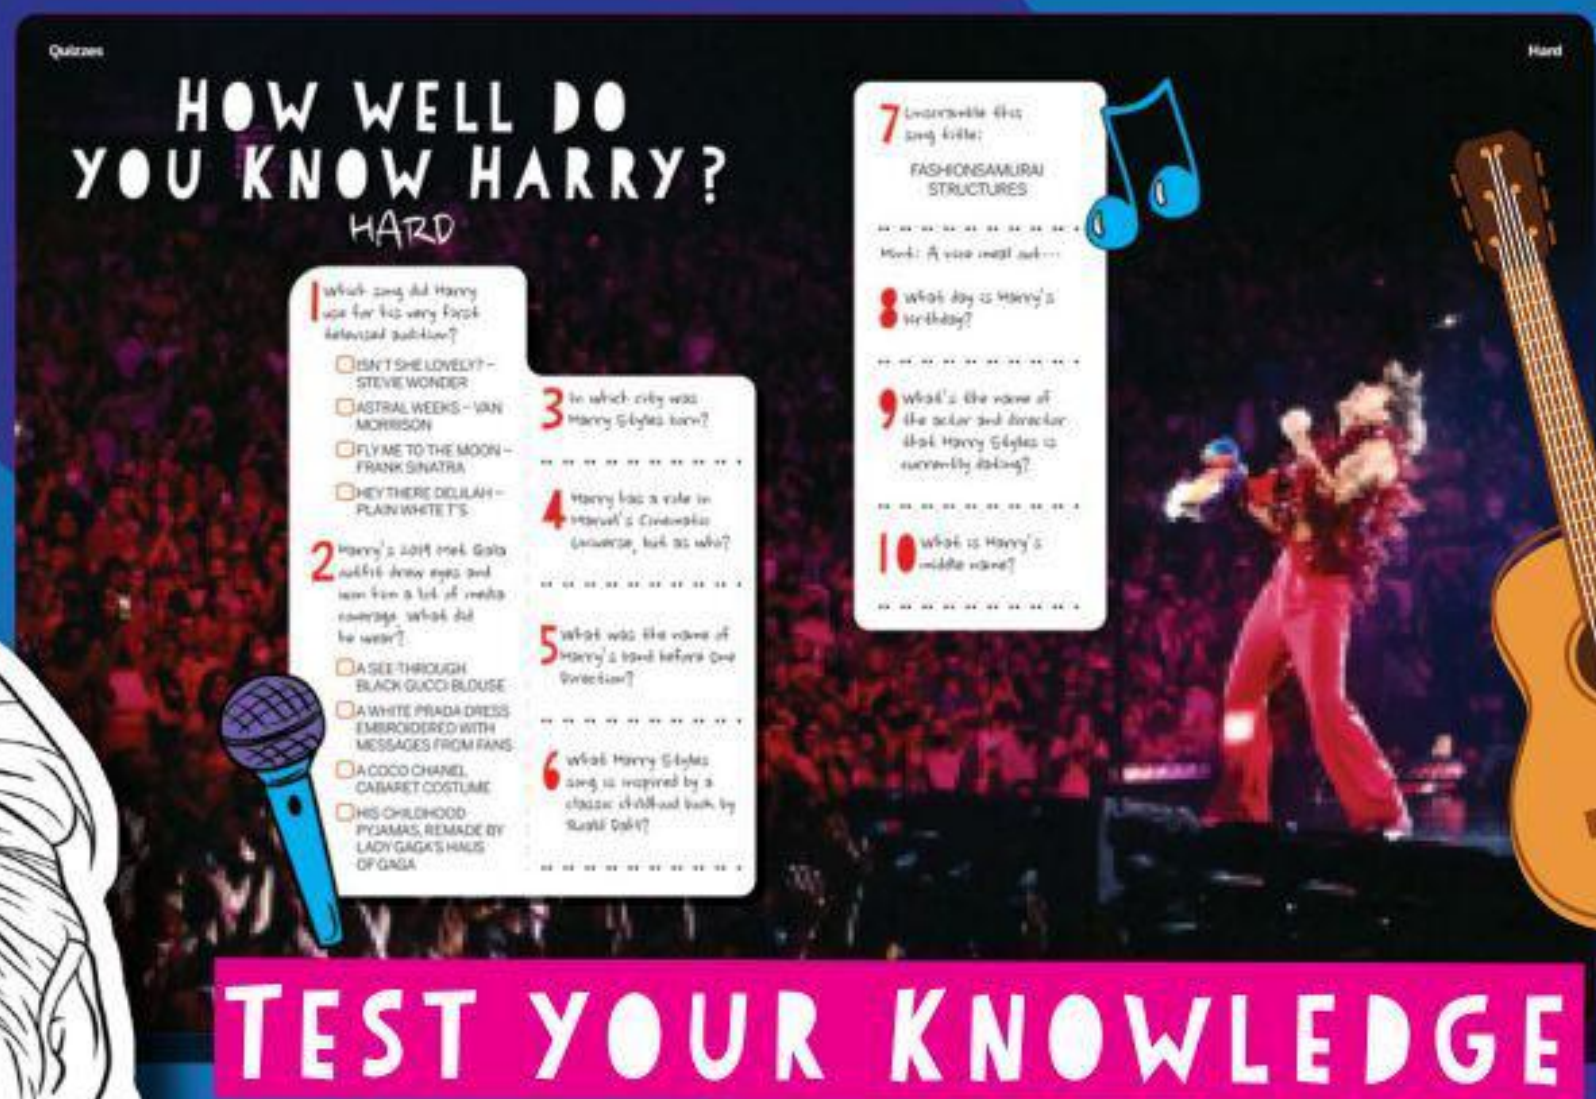 Quizzes
Hard
HOW WELL DO
YOU KNOW HARRY?
HARD
1 Which song did Harry
use for his very first
televised audition?
ISN'T SHE LOVELY? –
STEVIE WONDER
ASTRAL WEEKS – VAN
MORRISON
FLY ME TO THE MOON –
FRANK SINATRA
HEY THERE DELILAH –
PLAIN WHITE T'S
2 Harry's 2019 Met Gala
outfit drew eyes and
won him a lot of media
coverage. What did
he wear?
A SEE-THROUGH
BLACK GUCCI BLOUSE
A WHITE PRADA DRESS
EMBROIDERED WITH
MESSAGES FROM FANS
A COCO CHANEL
CABARET COSTUME
HIS CHILDHOOD
PYJAMAS, REMADE BY
LADY GAGA'S HAUS
OF GAGA
3 In which city was
Harry Styles born?
4 Harry has a role in
Marvel's Cinematic
Universe, but as who?
5 What was the name of
Harry's band before One
Direction?
6 What Harry Styles
song is inspired by a
classic childhood book by
Roald Dahl?
7 Unscramble this
song title:
FASHIONSAMURAI
STRUCTURES
Hint: A nice meal out...
8 What day is Harry's
birthday?
9 What's the name of
the actor and director
that Harry Styles is
currently dating?
10 What is Harry's
middle name?
TEST YOUR KNOWLEDGE